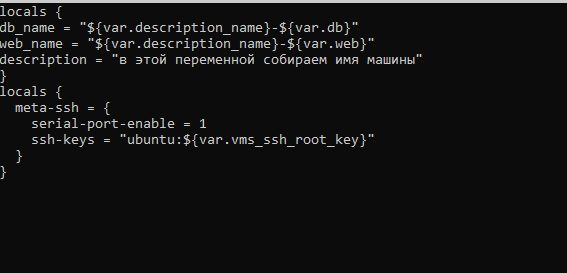 locals {
db_name = "${var.description_name}-${var.db}"
web_name = "${var.description_name}-${var.web}"
description = "в этой переменной собираем имя машины"
}
locals {
  meta-ssh = {
    serial-port-enable = 1
    ssh-keys = "ubuntu:${var.vms_ssh_root_key}"
  }
}